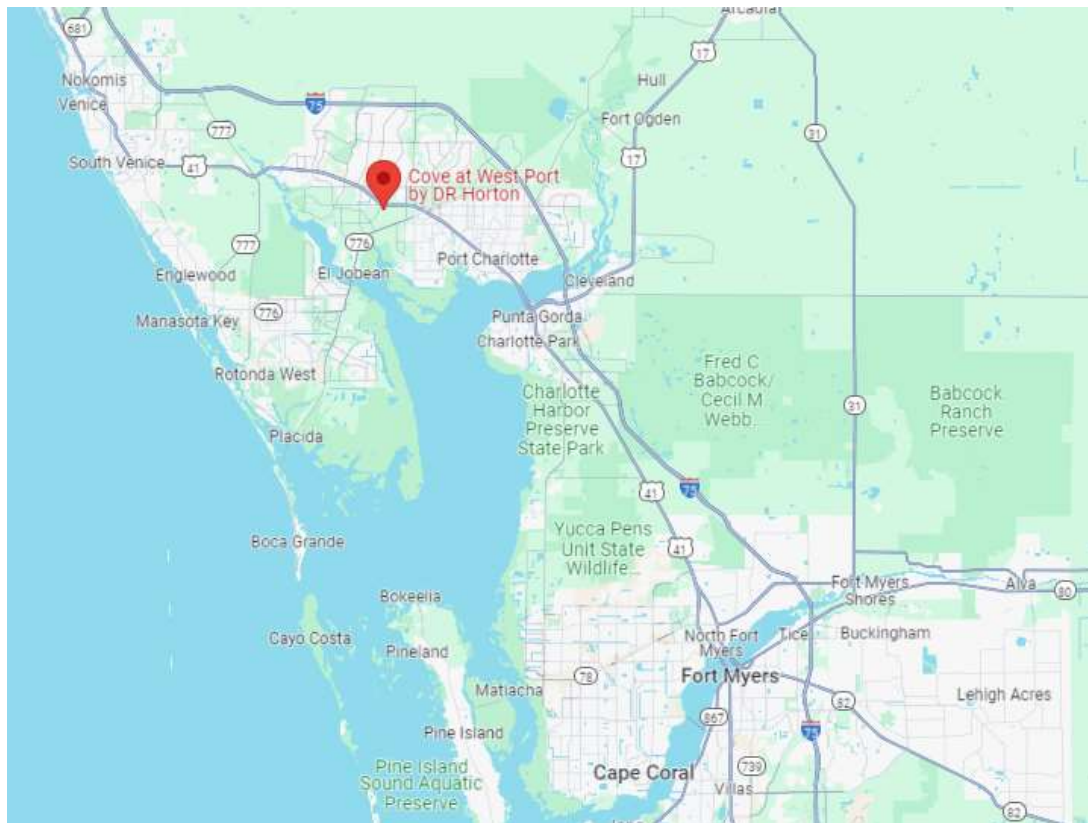 Arcadia
681
17
Nokomis
Hull
Venice
75
Fort Ogden
777
31
South Venice
41
17
Cove at West Port
by DR Horton
777
776
Port Charlotte
Englewood
El Jobean
Cleveland
776
Manasota Key
Punta Gorda
Charlotte Park
Rotonda West
Fred C
Babcock/
Cecil M
Webb..
Charlotte
Harbor
Preserve
State Park
31
Babcock
Ranch
Preserve
Placida
75
41
Boca Grande
Yucca Pens
Unit State
Wildlife...
41
Fort Myers
Shores
Alva
80
Bokeelia
Cayo Costa
North Fort
Myers
Tice
Buckingham
Pineland
78
Fort Myers
Matlacha
82
Lehigh Acres
867
Pine Island
75
Cape Coral
739
Pine Island
Sound Aquatic
Preserve
Villas
82